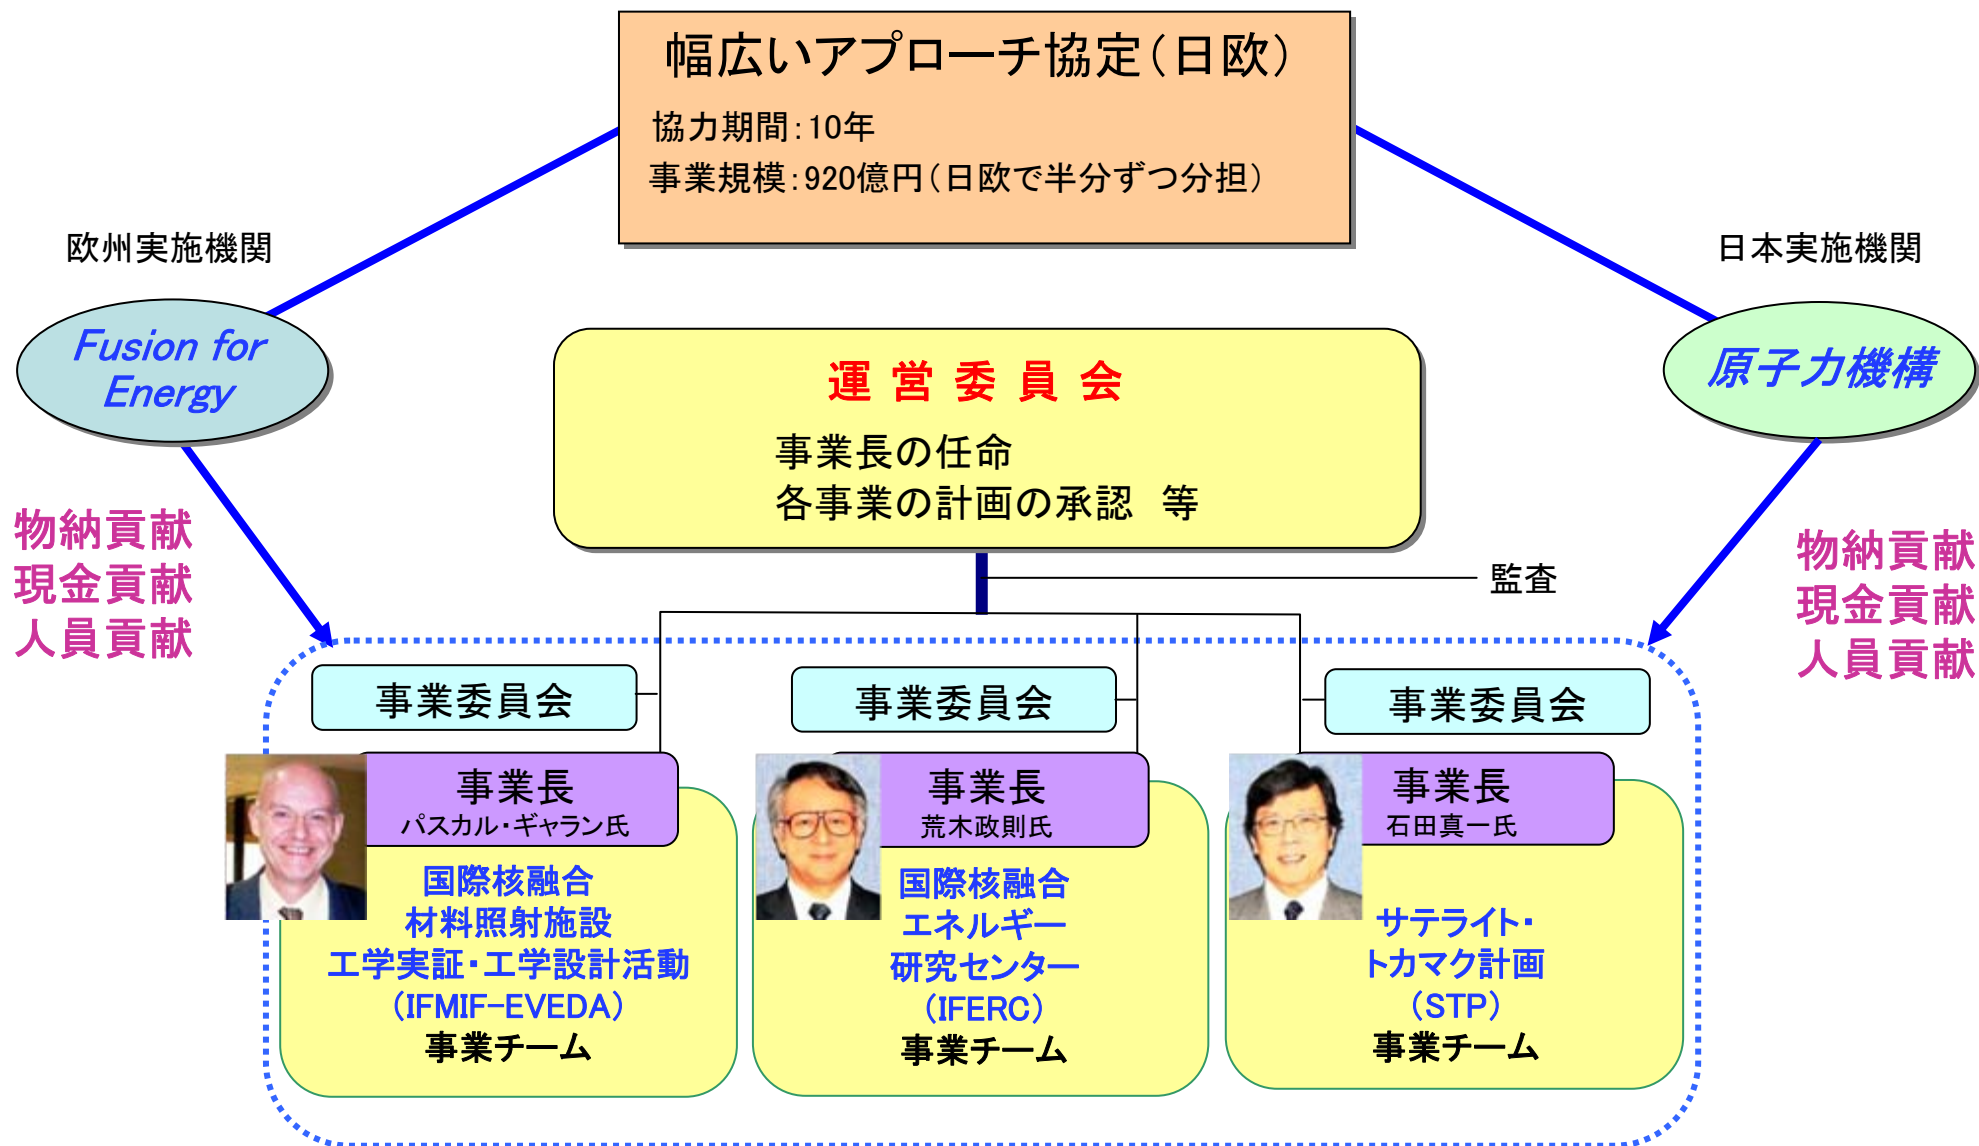 幅広いアプローチ協定(日欧)
協力期間:10年
事業規模:920億円(日欧で半分ずつ分担)
欧州実施機関
日本実施機関
Fusion for
Energy
原子力機構
運営委員会
事業長の任命
各事業の計画の承認 等
物納貢献
現金貢献
人員貢献
物納貢献
現金貢献
人員貢献
監査
事業委員会
事業委員会
事業委員会
事業長
パスカル・ギャラン氏
国際核融合
材料照射施設
工学実証・工学設計活動
(IFMIF-EVEDA)
事業チーム
事業長
荒木政則氏
国際核融合
エネルギー
研究センター
(IFERC)
事業チーム
事業長
石田真一氏
サテライト・
トカマク計画
(STP)
事業チーム